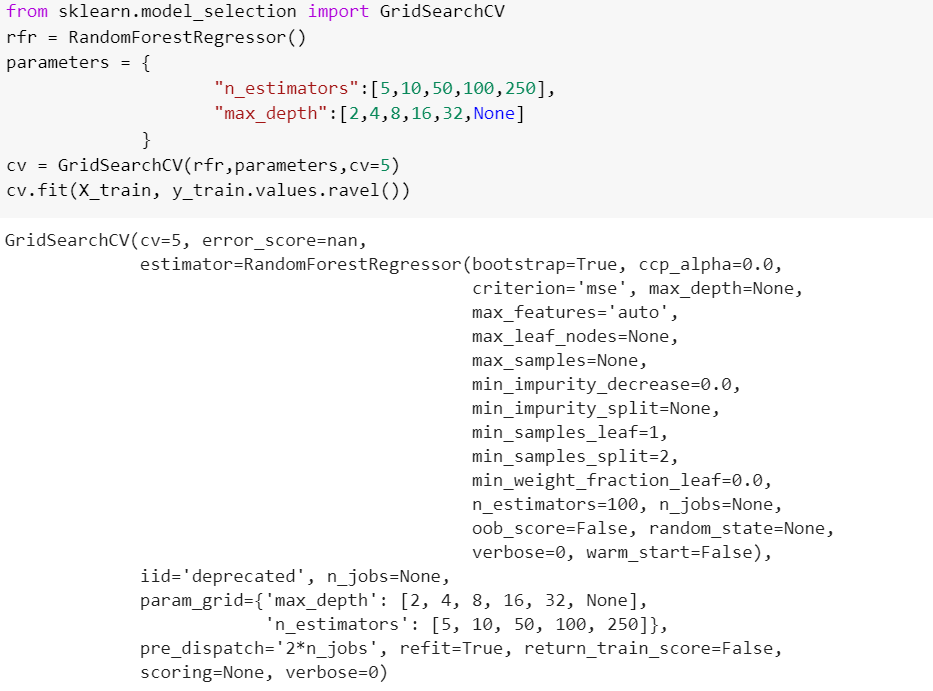 from sklearn.model_selection import GridSearchCV
rfr = RandomForestRegressor()
parameters = {
                    "n_estimators":[5,10,50,100,250],
                    "max_depth":[2,4,8,16,32,None]
             }
cv = GridSearchCV(rfr,parameters,cv=5)
cv.fit(X_train, y_train.values.ravel())
GridSearchCV(cv=5, error_score=nan,
             estimator=RandomForestRegressor(bootstrap=True, ccp_alpha=0.0,
                                             criterion='mse', max_depth=None,
                                             max_features='auto',
                                             max_leaf_nodes=None,
                                             max_samples=None,
                                             min_impurity_decrease=0.0,
                                             min_impurity_split=None,
                                             min_samples_leaf=1,
                                             min_samples_split=2,
                                             min_weight_fraction_leaf=0.0,
                                             n_estimators=100, n_jobs=None,
                                             oob_score=False, random_state=None,
                                             verbose=0, warm_start=False),
             iid='deprecated', n_jobs=None,
             param_grid={'max_depth': [2, 4, 8, 16, 32, None],
                         'n_estimators': [5, 10, 50, 100, 250]},
             pre_dispatch='2*n_jobs', refit=True, return_train_score=False,
             scoring=None, verbose=0)